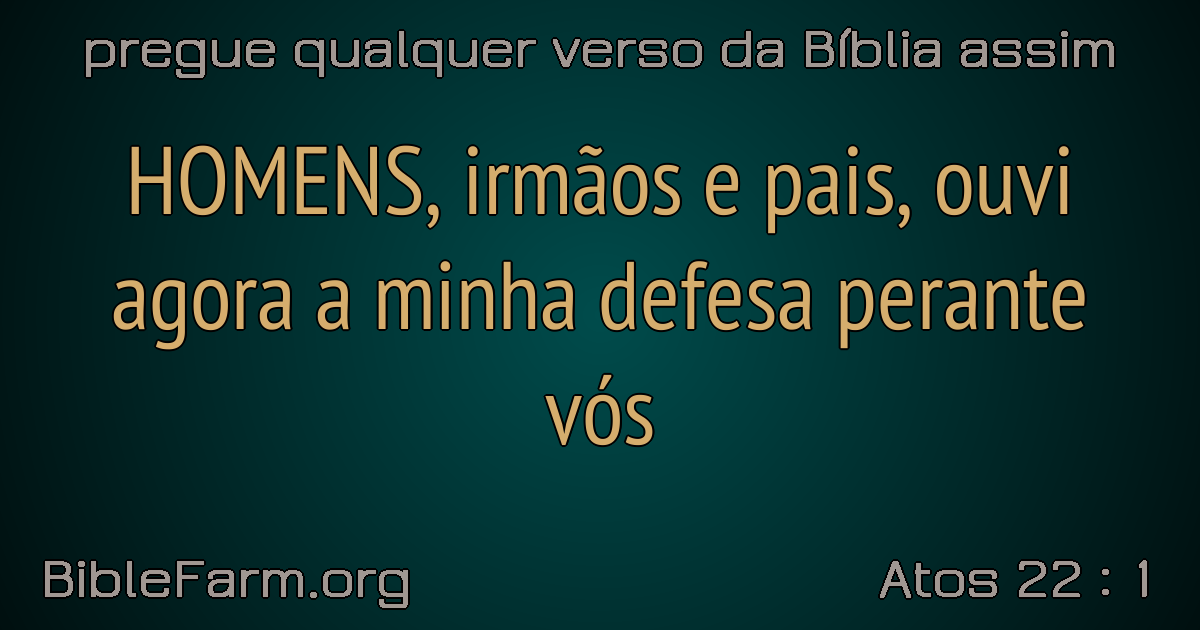 pregue qualquer verso da Bíblia assim
HOMENS, irmãos e pais, ouvi
agora a minha defesa perante
vós
BibleFarm.org
Atos 22 : 1